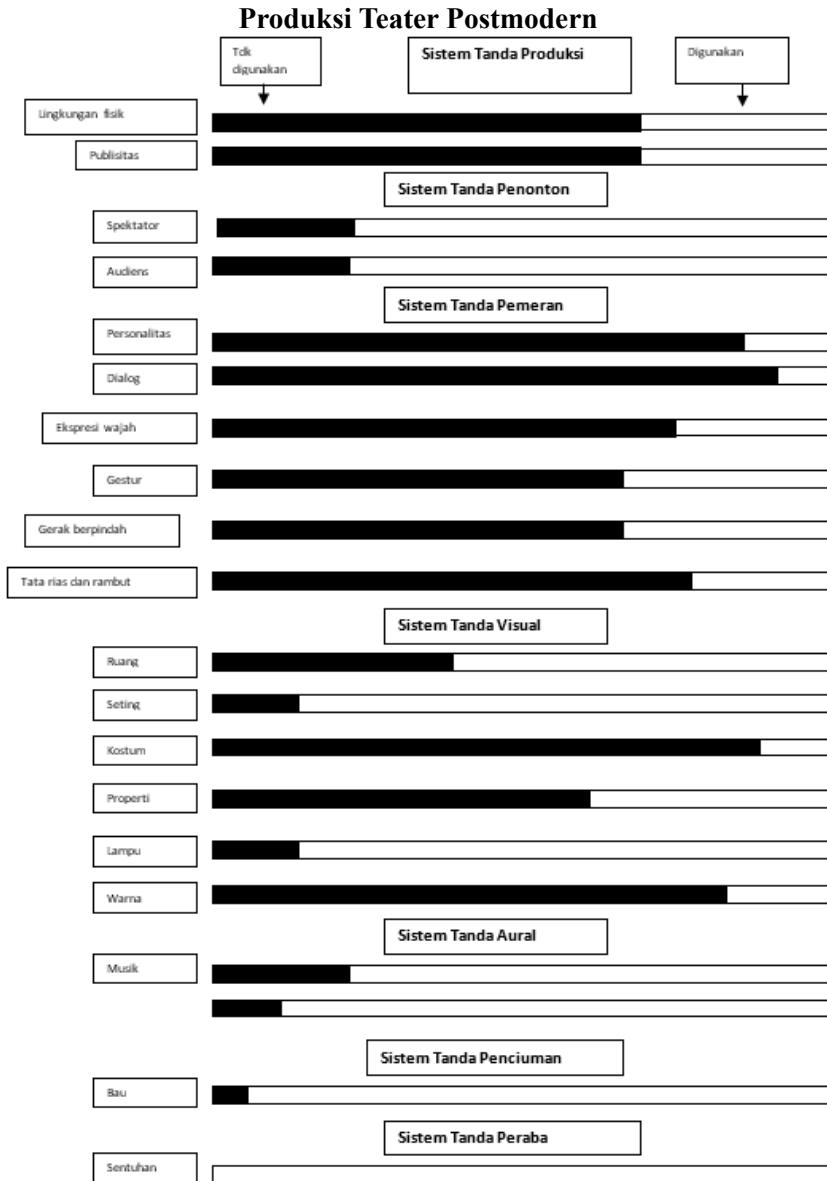 Produksi Teater Postmodern
Tdk
digunakan
Sistem Tanda Produksi
Digunakan
Lingkungan fisik
Publisitas
Sistem Tanda Penonton
Spektator
Audiens
Sistem Tanda Pemeran
Personalitas
Dialog
Ekspresi wajah
Gestur
Gerak berpindah
Tata rias dan rambut
Sistem Tanda Visual
Ruang
Seting
Kostum
Properti
Lampu
Warna
Sistem Tanda Aural
Musik
Sistem Tanda Penciuman
Bau
Sistem Tanda Peraba
Sentuhan